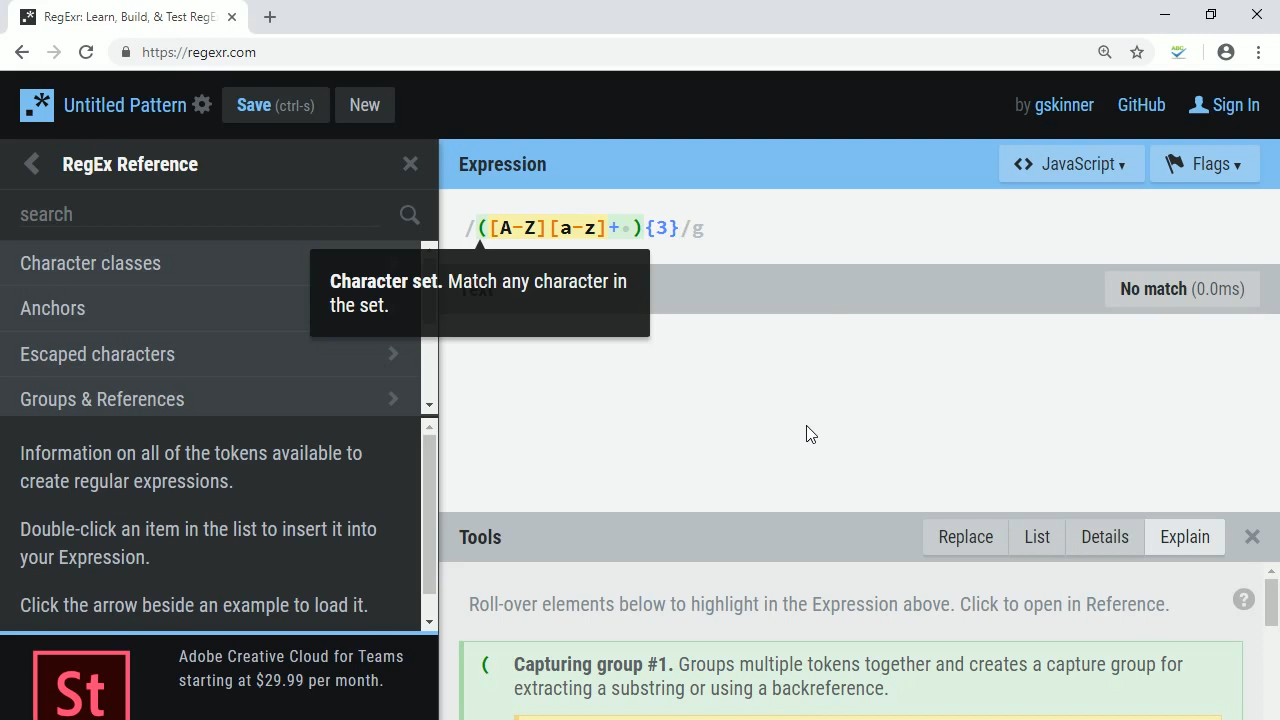 RegExr: Learn, Build, & Test RegE
https://regexr.com
Untitled Pattern
Save (ctrl-s)
New
by gskinner
GitHub
Sign In
RegEx Reference
Expression
<> JavaScript
Flags
search
/([A-Z][a-z]+ ){3}/g
Character classes
Character set. Match any character in
the set.
Text
No match (0.0ms)
Anchors
Escaped characters
Groups & References
Information on all of the tokens available to
create regular expressions.
Double-click an item in the list to insert it into
your Expression.
Click the arrow beside an example to load it.
Tools
Replace
List
Details
Explain
Roll-over elements below to highlight in the Expression above. Click to open in Reference.
?
( Capturing group #1. Groups multiple tokens together and creates a capture group for
extracting a substring or using a backreference.
St
Adobe Creative Cloud for Teams
starting at $29.99 per month.